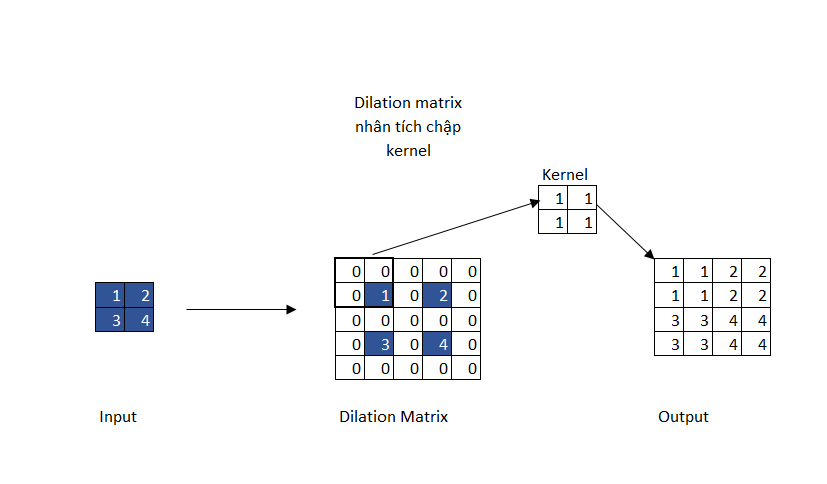 Dilation matrix
nhân tích chập
kernel
Kernel
1 1
1 1
0 0 0 0 0
0 1 0 2 0
0 0 0 0 0
0 3 0 4 0
0 0 0 0 0
1 2
3 4
1 1 2 2
1 1 2 2
3 3 4 4
3 3 4 4
Input
Dilation Matrix
Output